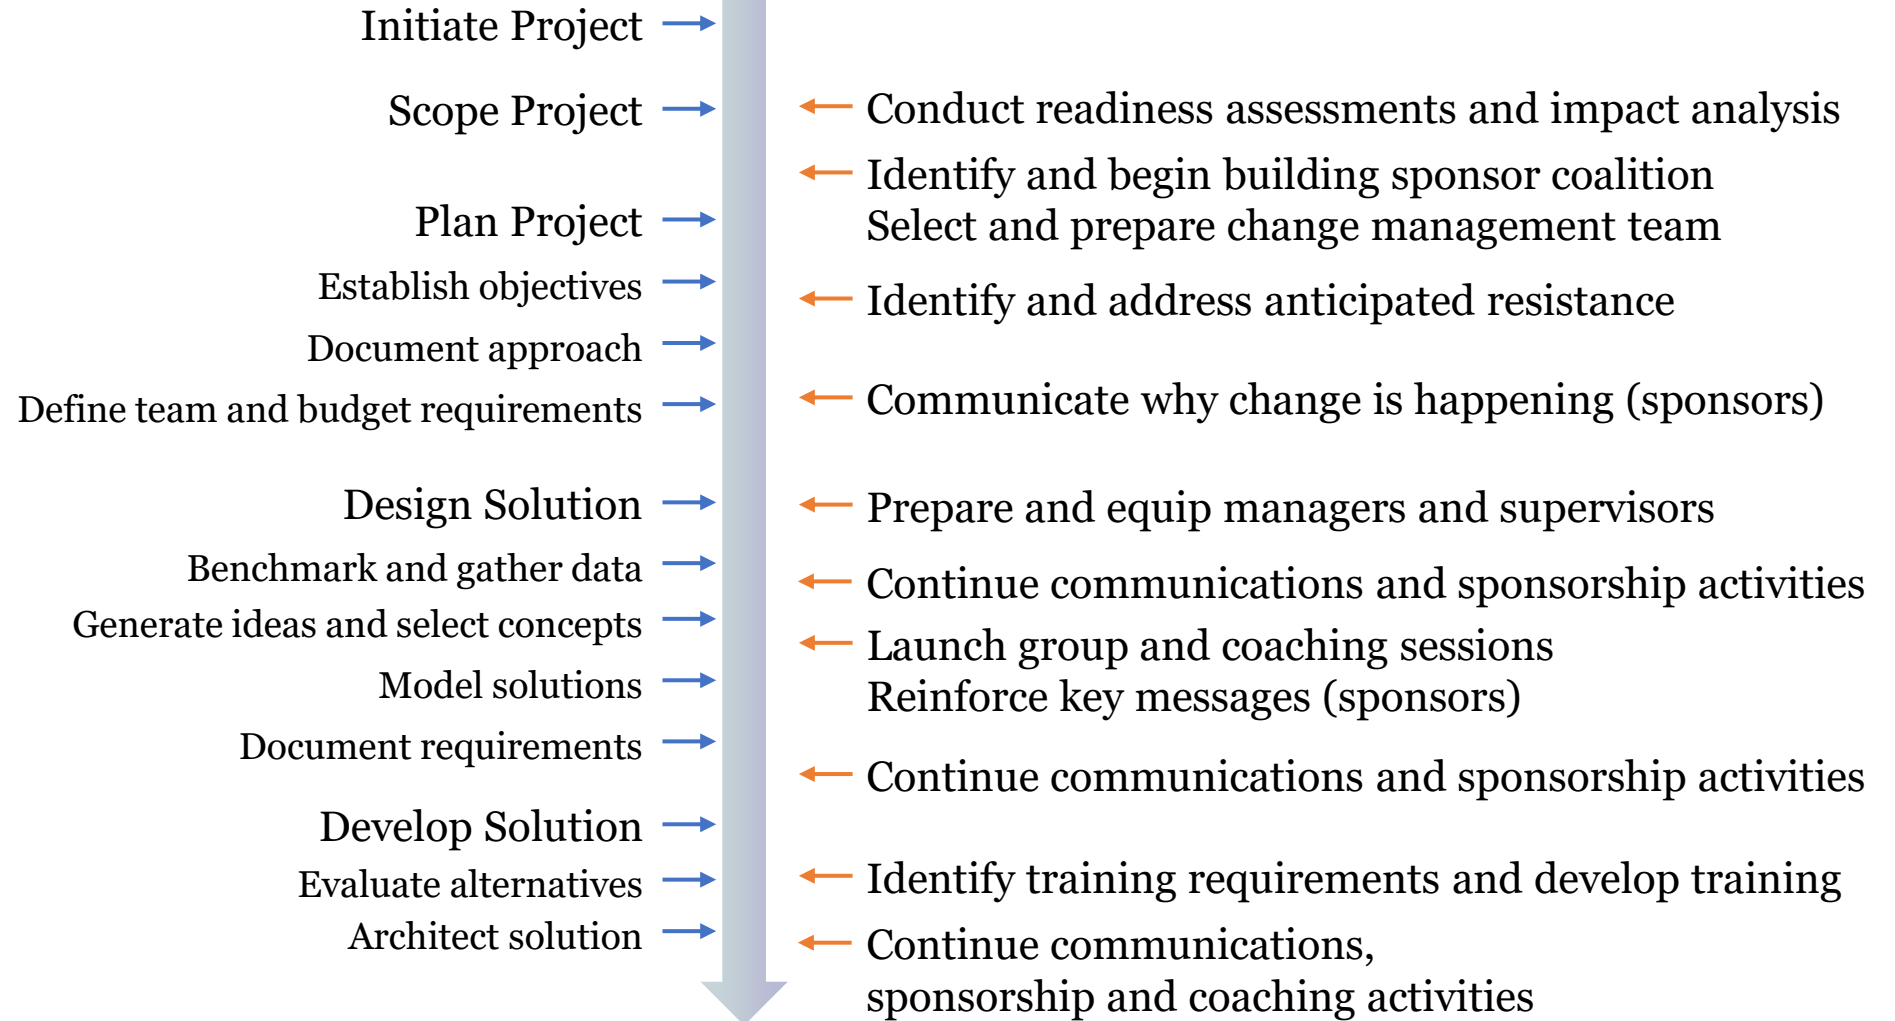 Initiate Project
Scope Project
Plan Project
Establish objectives
Document approach
Define team and budget requirements
Design Solution
Benchmark and gather data
Generate ideas and select concepts
Model solutions
Document requirements
Develop Solution
Evaluate alternatives
Architect solution
Conduct readiness assessments and impact analysis
Identify and begin building sponsor coalition
Select and prepare change management team
Identify and address anticipated resistance
Communicate why change is happening (sponsors)
Prepare and equip managers and supervisors
Continue communications and sponsorship activities
Launch group and coaching sessions
Reinforce key messages (sponsors)
Continue communications and sponsorship activities
Identify training requirements and develop training
Continue communications,
sponsorship and coaching activities